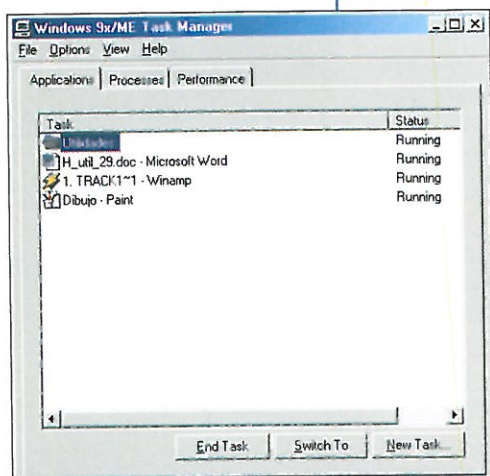 Windows 9x/ME Task Manager
File Options View Help
Applications Processes Performance
Task Status
Utilidades Running
H_util_29.doc - Microsoft Word Running
1. TRACK1~1 - Winamp Running
Dibujo - Paint Running
End Task Switch To New Task...